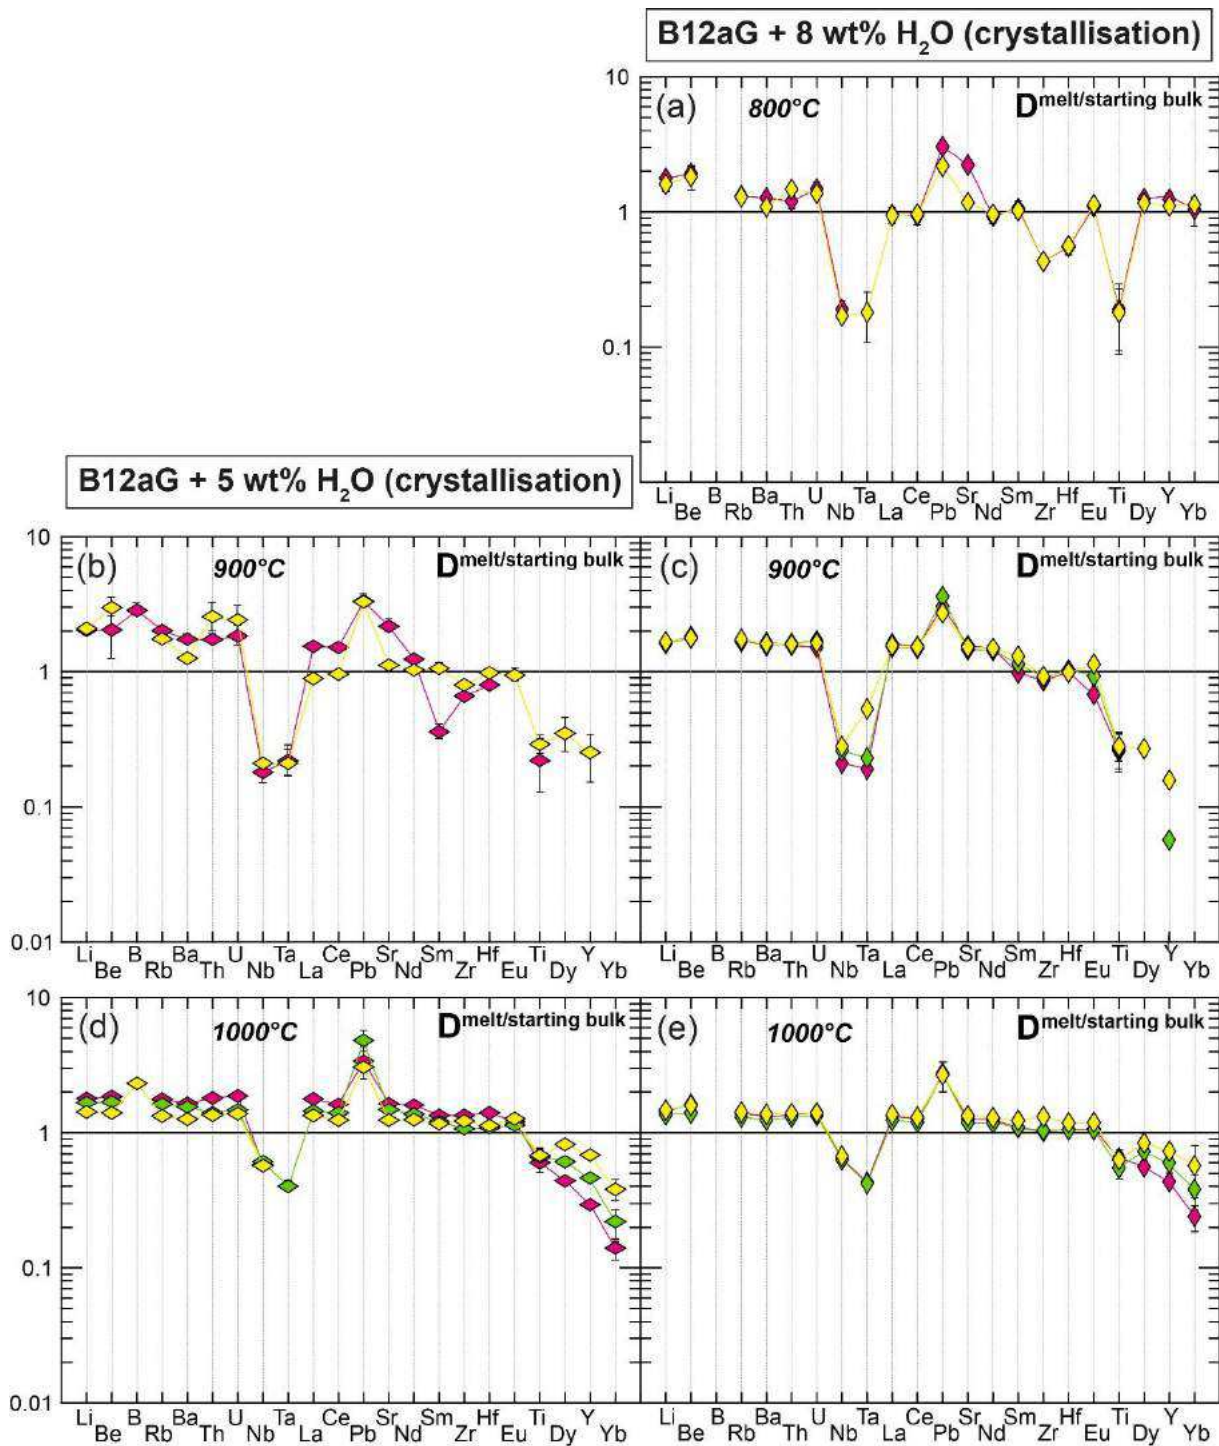 B12aG + 8 wt% H₂O (crystallisation)
10
(a) 800°C D^melt/starting bulk
1
0.1
Li Be B Rb Ba Th U Nb Ta La Ce Pb Sr Nd Sm Zr Hf Eu Ti Dy Y Yb
B12aG + 5 wt% H₂O (crystallisation)
10
(b) 900°C D^melt/starting bulk
(c) 900°C D^melt/starting bulk
1
0.1
0.01
Li Be B Rb Ba Th U Nb Ta La Ce Pb Sr Nd Sm Zr Hf Eu Ti Dy Y Yb
Li Be B Rb Ba Th U Nb Ta La Ce Pb Sr Nd Sm Zr Hf Eu Ti Dy Y Yb
10
(d) 1000°C D^melt/starting bulk
(e) 1000°C D^melt/starting bulk
1
0.1
0.01
Li Be B Rb Ba Th U Nb Ta La Ce Pb Sr Nd Sm Zr Hf Eu Ti Dy Y Yb
Li Be B Rb Ba Th U Nb Ta La Ce Pb Sr Nd Sm Zr Hf Eu Ti Dy Y Yb